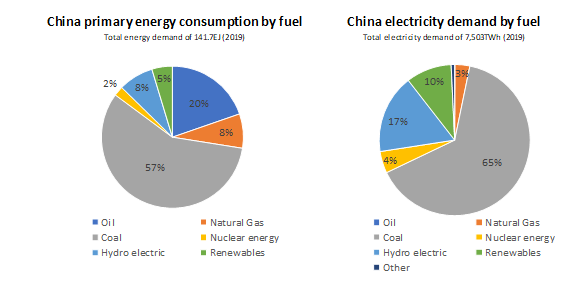 China primary energy consumption by fuel
Total energy demand of 141.7EJ (2019)
2%
8%
5%
20%
8%
57%
Oil
Natural Gas
Coal
Nuclear energy
Hydro electric
Renewables
China electricity demand by fuel
Total electricity demand of 7,503TWh (2019)
3%
10%
17%
4%
65%
Oil
Natural Gas
Coal
Nuclear energy
Hydro electric
Renewables
Other